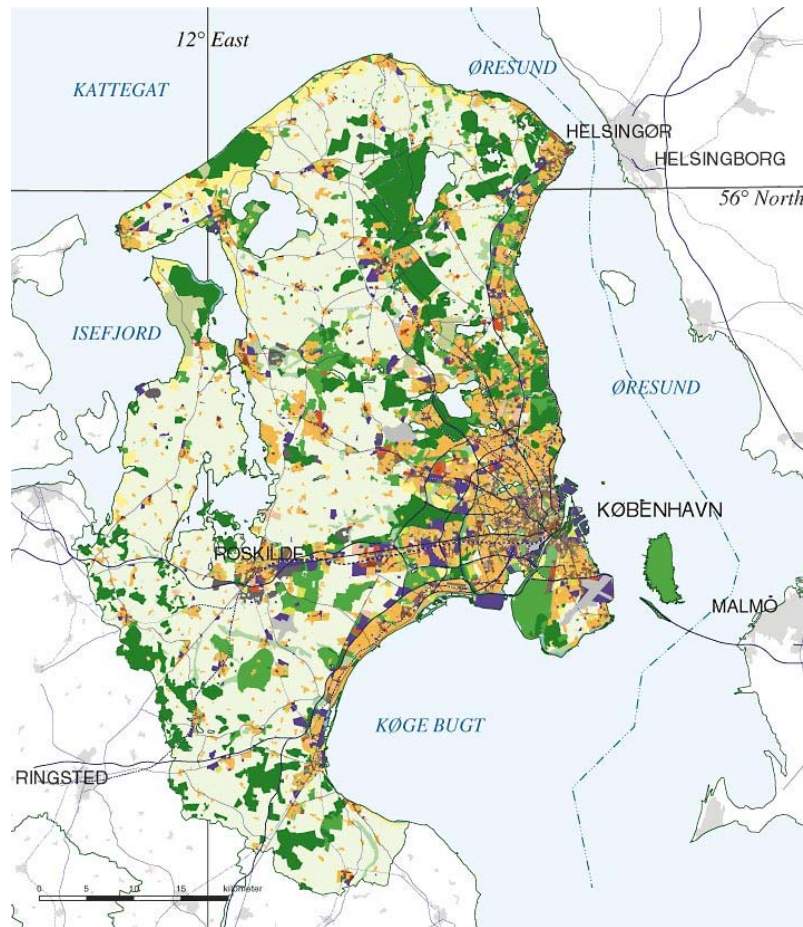 12° East
ØRESUND
KATTEGAT
HELSINGØR
HELSINGBORG
56° North
ISEFJORD
ØRESUND
KØBENHAVN
ROSKILDE
MALMÖ
KØGE BUGT
RINGSTED
0 5 10 15 kilometer